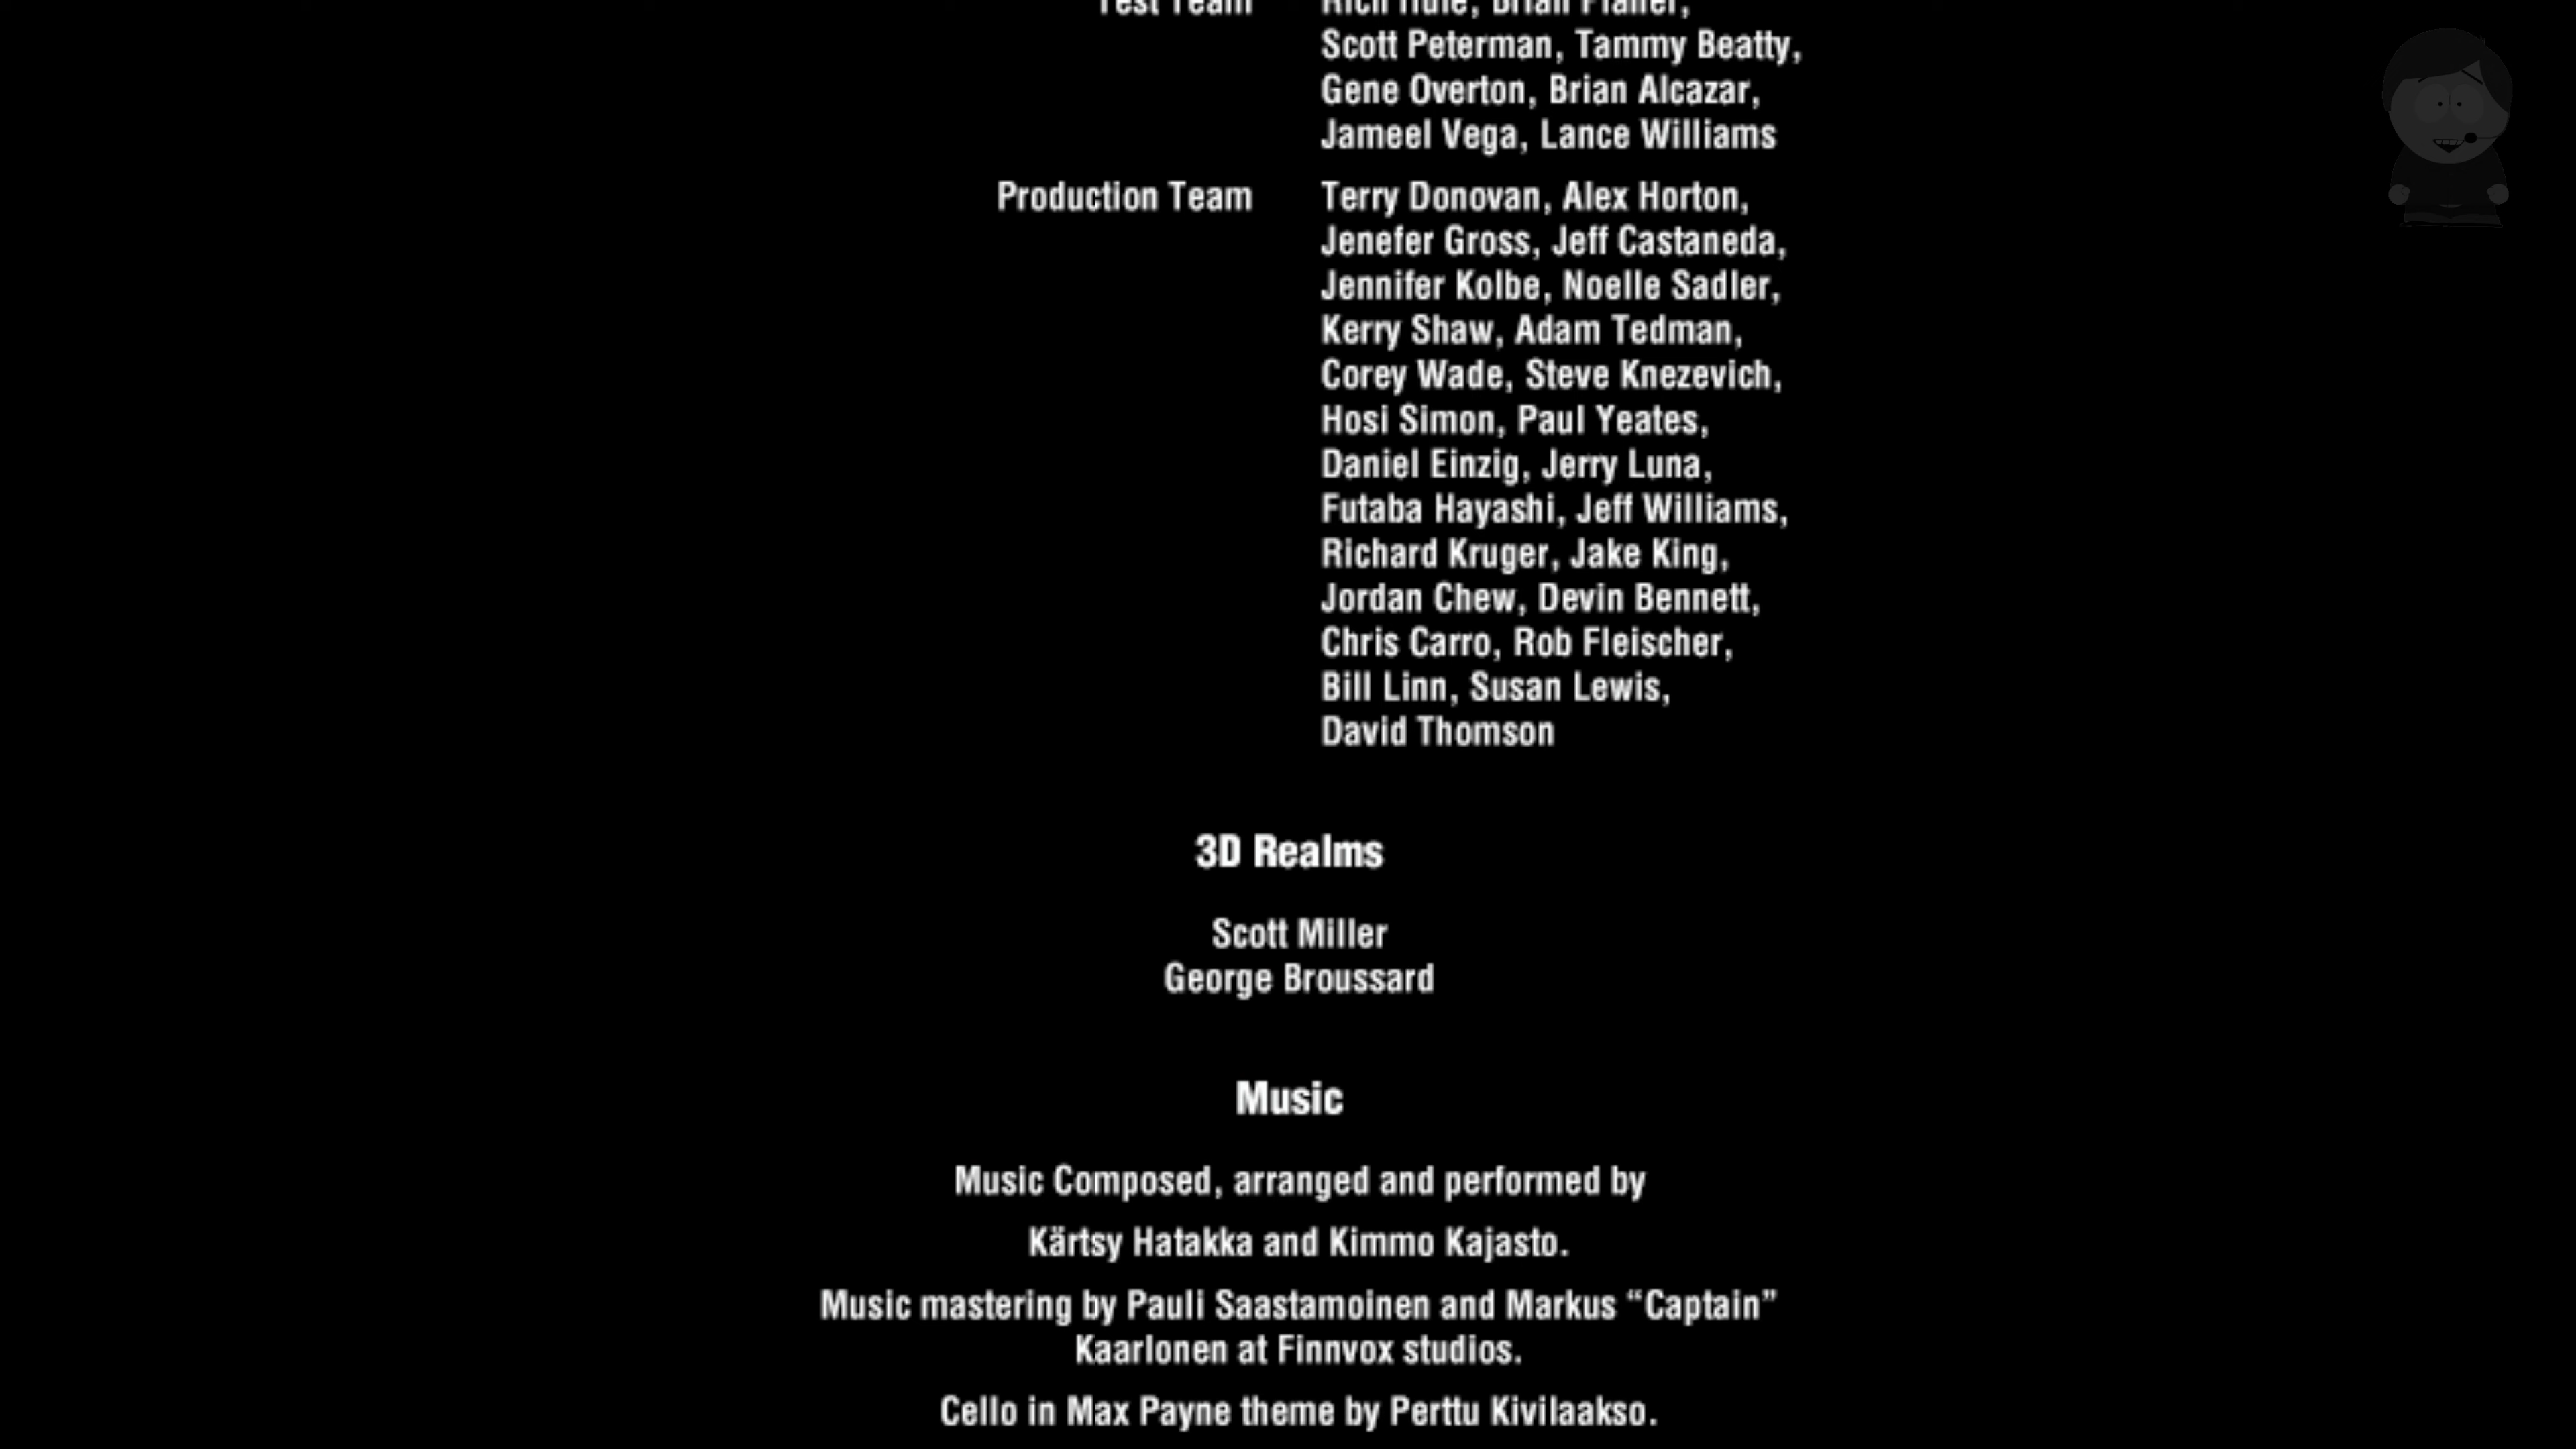 Test Team
Scott Peterman, Tammy Beatty,
Gene Overton, Brian Alcazar,
Jameel Vega, Lance Williams
Production Team Terry Donovan, Alex Horton,
Jenefer Gross, Jeff Castaneda,
Jennifer Kolbe, Noelle Sadler,
Kerry Shaw, Adam Tedman,
Corey Wade, Steve Knezevich,
Hosi Simon, Paul Yeates,
Daniel Einzig, Jerry Luna,
Futaba Hayashi, Jeff Williams,
Richard Kruger, Jake King,
Jordan Chew, Devin Bennett,
Chris Carro, Rob Fleischer,
Bill Linn, Susan Lewis,
David Thomson
3D Realms
Scott Miller
George Broussard
Music
Music Composed, arranged and performed by
Kärtsy Hatakka and Kimmo Kajasto.
Music mastering by Pauli Saastamoinen and Markus “Captain”
Kaarlonen at Finnvox studios.
Cello in Max Payne theme by Perttu Kivilaakso.